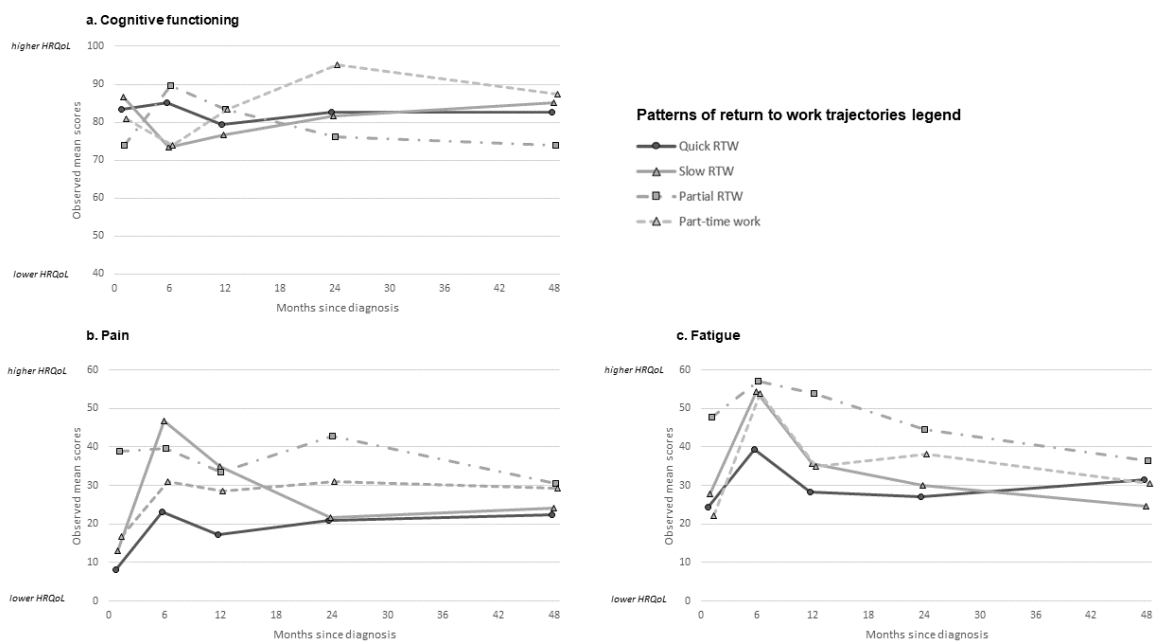 a. Cognitive functioning
higher HRQoL
100
90
80
70
60
50
40
Observed mean scores
lower HRQoL
0 6 12 18 24 30 36 42 48
Months since diagnosis
Patterns of return to work trajectories legend
Quick RTW
Slow RTW
Partial RTW
Part-time work
b. Pain
higher HRQoL
60
50
40
30
20
10
0
Observed mean scores
lower HRQoL
0 6 12 18 24 30 36 42 48
Months since diagnosis
c. Fatigue
higher HRQoL
60
50
40
30
20
10
0
Observed mean scores
lower HRQoL
0 6 12 18 24 30 36 42 48
Months since diagnosis